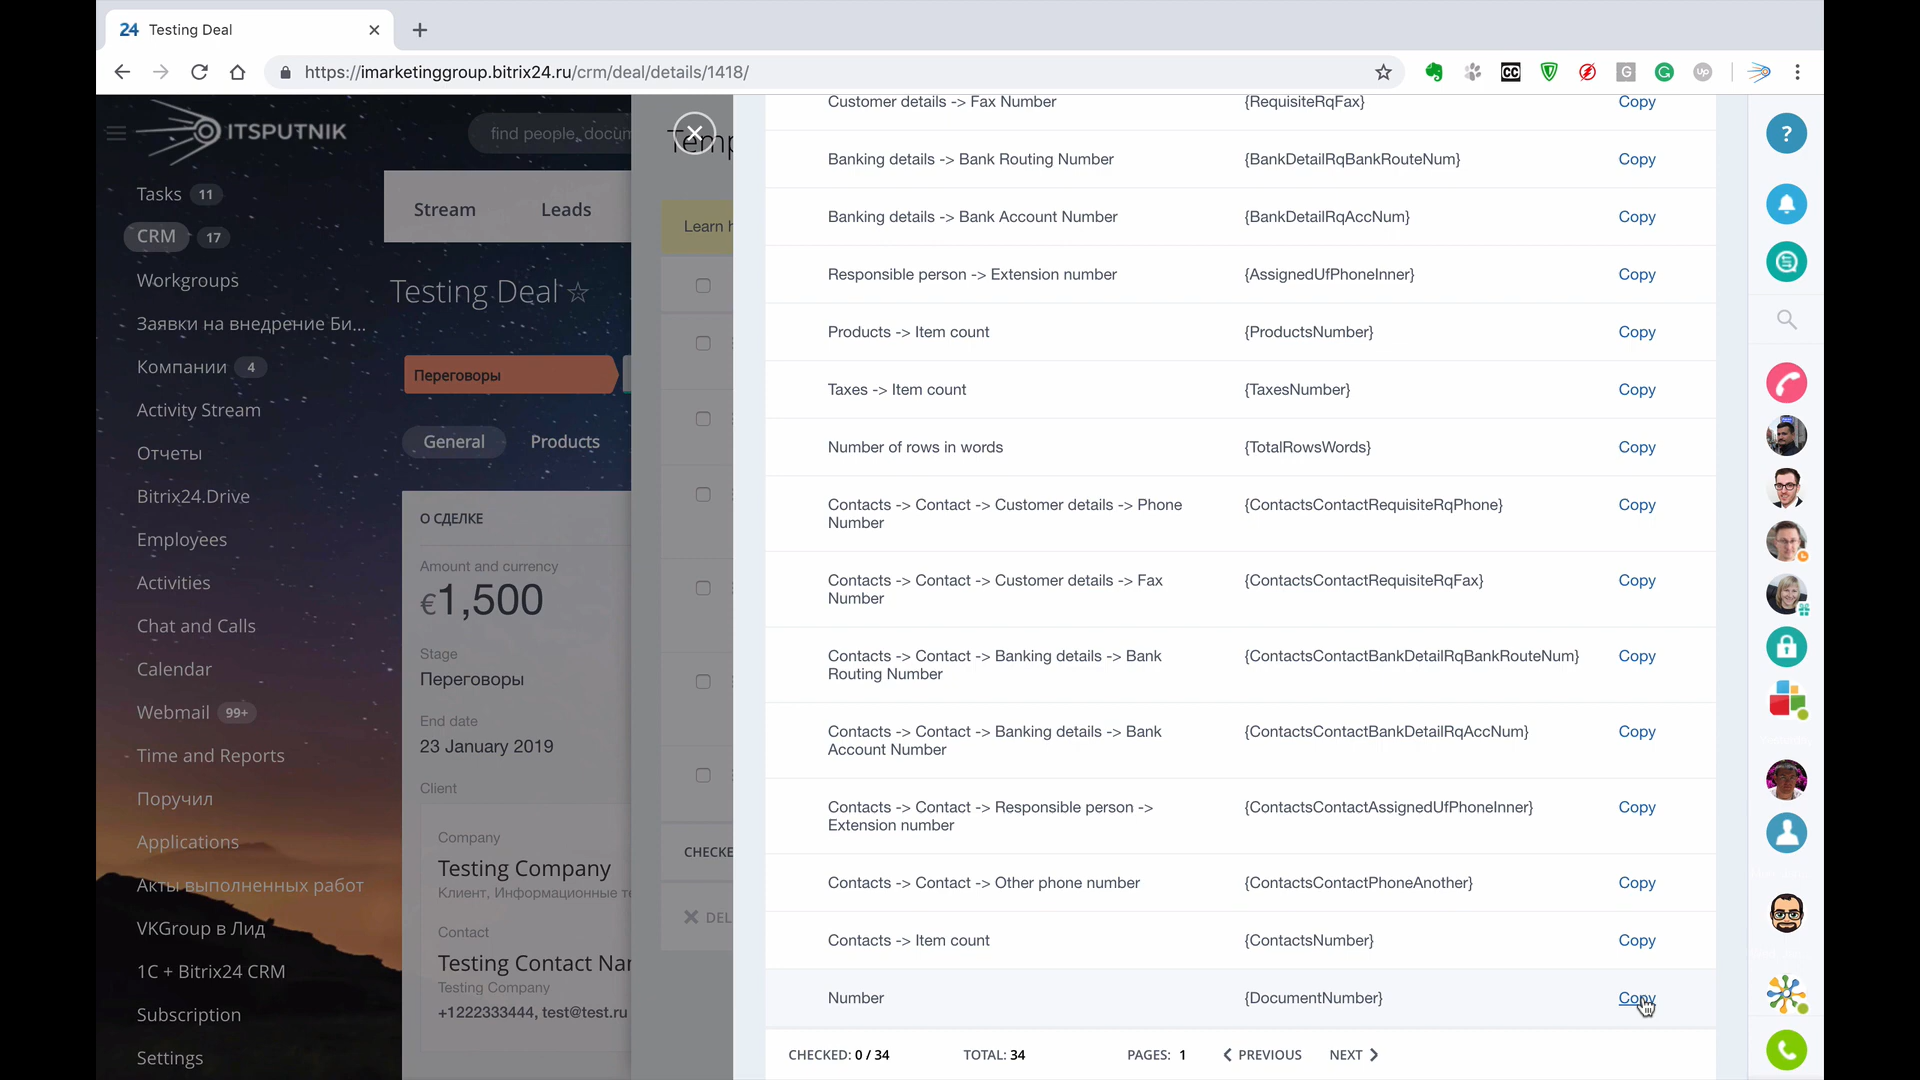 24 Testing Deal
https://imarketinggroup.bitrix24.ru/crm/deal/details/1418/
CC
G
G
Up
ITSPUTNIK
find people, docum
Tasks 11
CRM 17
Workgroups
Заявки на внедрение Би...
Компании 4
Activity Stream
Отчеты
Bitrix24.Drive
Employees
Activities
Chat and Calls
Calendar
Webmail 99+
Time and Reports
Поручил
Applications
Акты выполненных работ
VKGroup в Лид
1C + Bitrix24 CRM
Subscription
Settings
Stream Leads
Testing Deal
Переговоры
General Products
О СДЕЛКЕ
Amount and currency
€1,500
Stage
Переговоры
End date
23 January 2019
Client
Company
Testing Company
Клиент, Информационные те
Contact
Testing Contact Nar
Testing Company
+1222333444, test@test.ru
Temp
Learn h
CHECKE
DEL
Customer details -> Fax Number {RequisiteRqFax} Copy
Banking details -> Bank Routing Number {BankDetailRqBankRouteNum} Copy
Banking details -> Bank Account Number {BankDetailRqAccNum} Copy
Responsible person -> Extension number {AssignedUfPhoneInner} Copy
Products -> Item count {ProductsNumber} Copy
Taxes -> Item count {TaxesNumber} Copy
Number of rows in words {TotalRowsWords} Copy
Contacts -> Contact -> Customer details -> Phone {ContactsContactRequisiteRqPhone} Copy
Number
Contacts -> Contact -> Customer details -> Fax {ContactsContactRequisiteRqFax} Copy
Number
Contacts -> Contact -> Banking details -> Bank {ContactsContactBankDetailRqBankRouteNum} Copy
Routing Number
Contacts -> Contact -> Banking details -> Bank {ContactsContactBankDetailRqAccNum} Copy
Account Number
Contacts -> Contact -> Responsible person -> {ContactsContactAssignedUfPhoneInner} Copy
Extension number
Contacts -> Contact -> Other phone number {ContactsContactPhoneAnother} Copy
Contacts -> Item count {ContactsNumber} Copy
Number {DocumentNumber} Copy
CHECKED: 0 / 34 TOTAL: 34 PAGES: 1 PREVIOUS NEXT
?